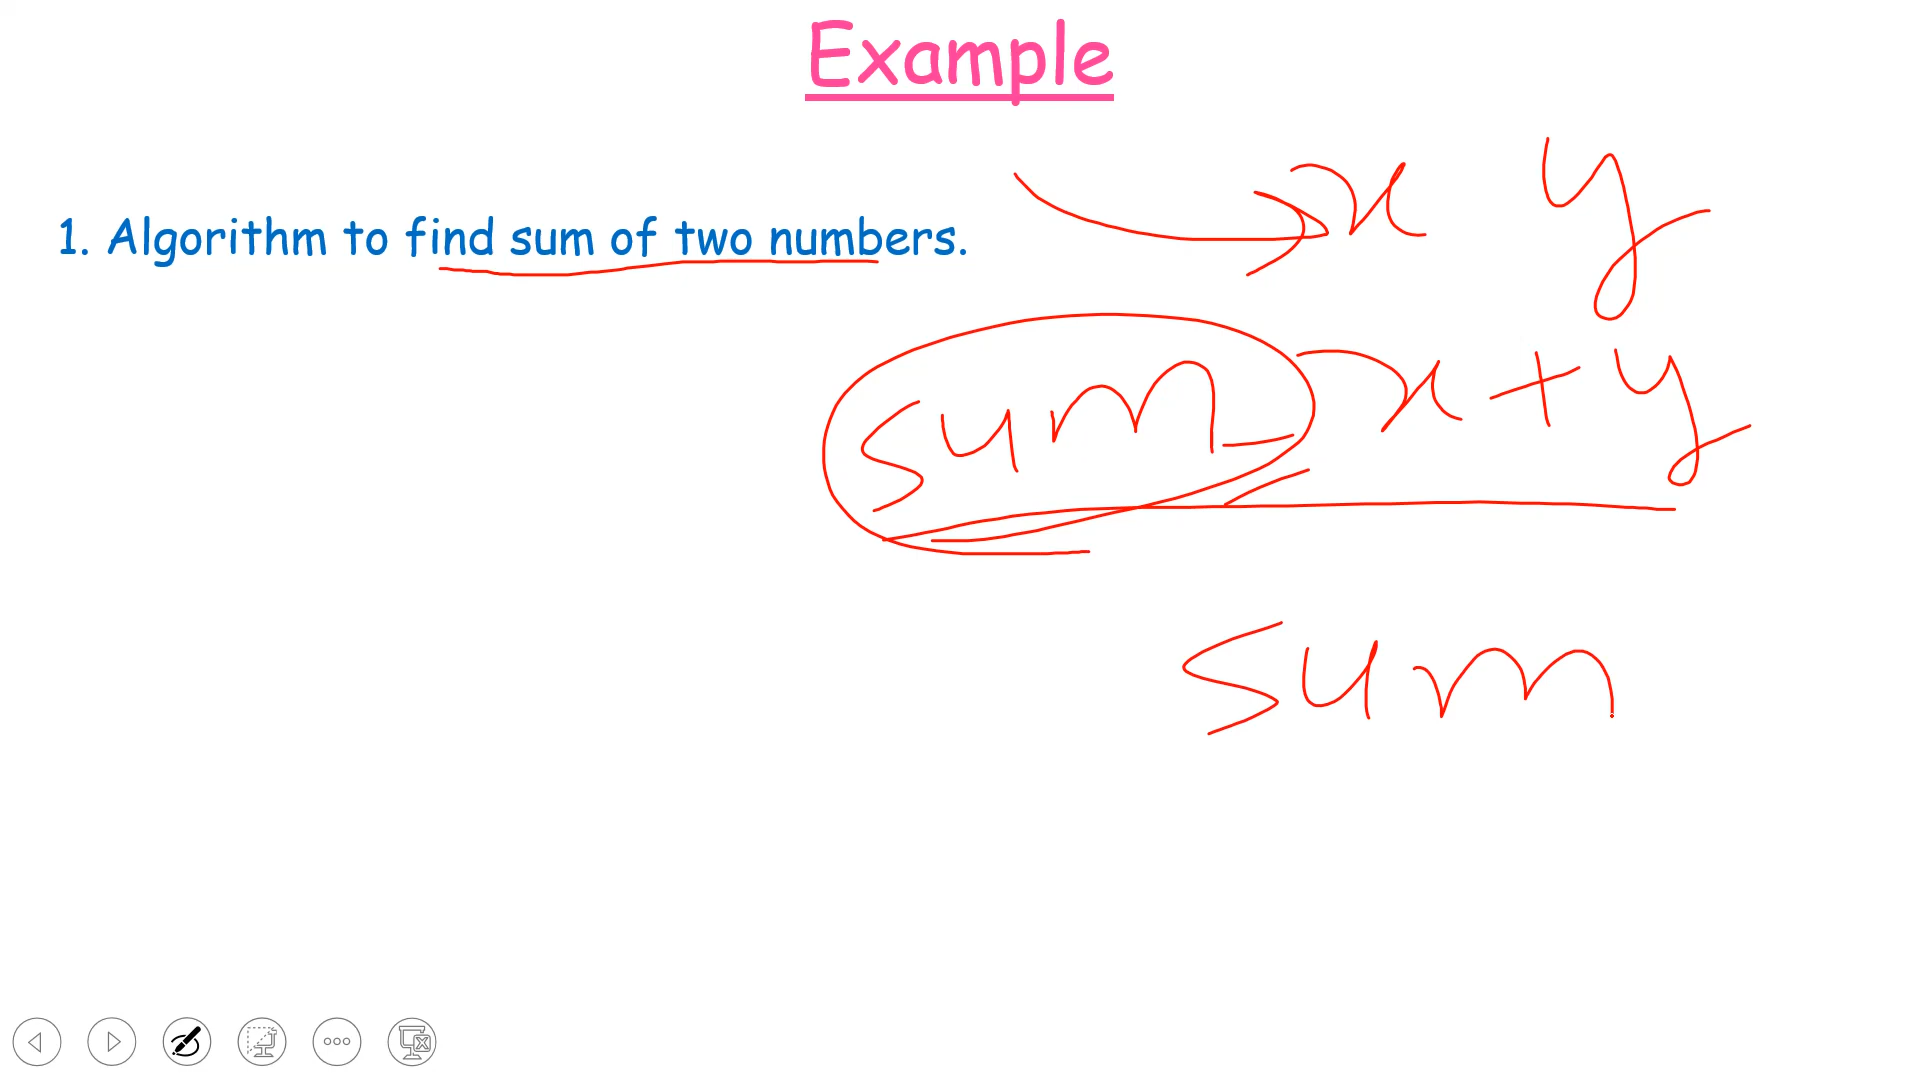 Example
x y
1. Algorithm to find sum of two numbers.
sum = x + y
sum